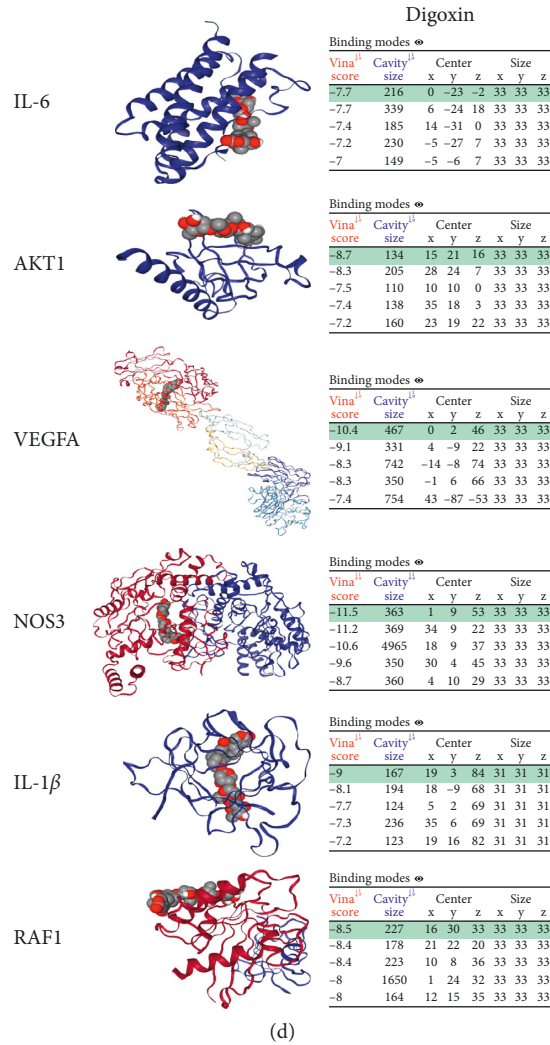 Digoxin
IL-6
Binding modes
Vina score Cavity size Center Size
x y z x y z
−7.7 216 0 −23 −2 33 33 33
−7.7 339 6 −24 18 33 33 33
−7.4 185 14 −31 0 33 33 33
−7.2 230 −5 −27 7 33 33 33
−7 149 −5 −6 7 33 33 33
AKT1
Binding modes
Vina score Cavity size Center Size
x y z x y z
−8.7 134 15 21 16 33 33 33
−8.3 205 28 24 7 33 33 33
−7.5 110 10 10 0 33 33 33
−7.4 138 35 18 3 33 33 33
−7.2 160 23 19 22 33 33 33
VEGFA
Binding modes
Vina score Cavity size Center Size
x y z x y z
−10.4 467 0 2 46 33 33 33
−9.1 331 4 −9 22 33 33 33
−8.3 742 −14 −8 74 33 33 33
−8.3 350 −1 6 66 33 33 33
−7.4 754 43 −87 −53 33 33 33
NOS3
Binding modes
Vina score Cavity size Center Size
x y z x y z
−11.5 363 1 9 53 33 33 33
−11.2 369 34 9 22 33 33 33
−10.6 4965 18 9 37 33 33 33
−9.6 350 30 4 45 33 33 33
−8.7 360 4 10 29 33 33 33
IL-1β
Binding modes
Vina score Cavity size Center Size
x y z x y z
−9 167 19 3 84 31 31 31
−8.1 194 18 −9 68 31 31 31
−7.7 124 5 2 69 31 31 31
−7.3 236 35 6 69 31 31 31
−7.2 123 19 16 82 31 31 31
RAF1
Binding modes
Vina score Cavity size Center Size
x y z x y z
−8.5 227 16 30 33 33 33 33
−8.4 178 21 22 20 33 33 33
−8.4 223 10 8 36 33 33 33
−8 1650 1 24 32 33 33 33
−8 164 12 15 35 33 33 33
(d)